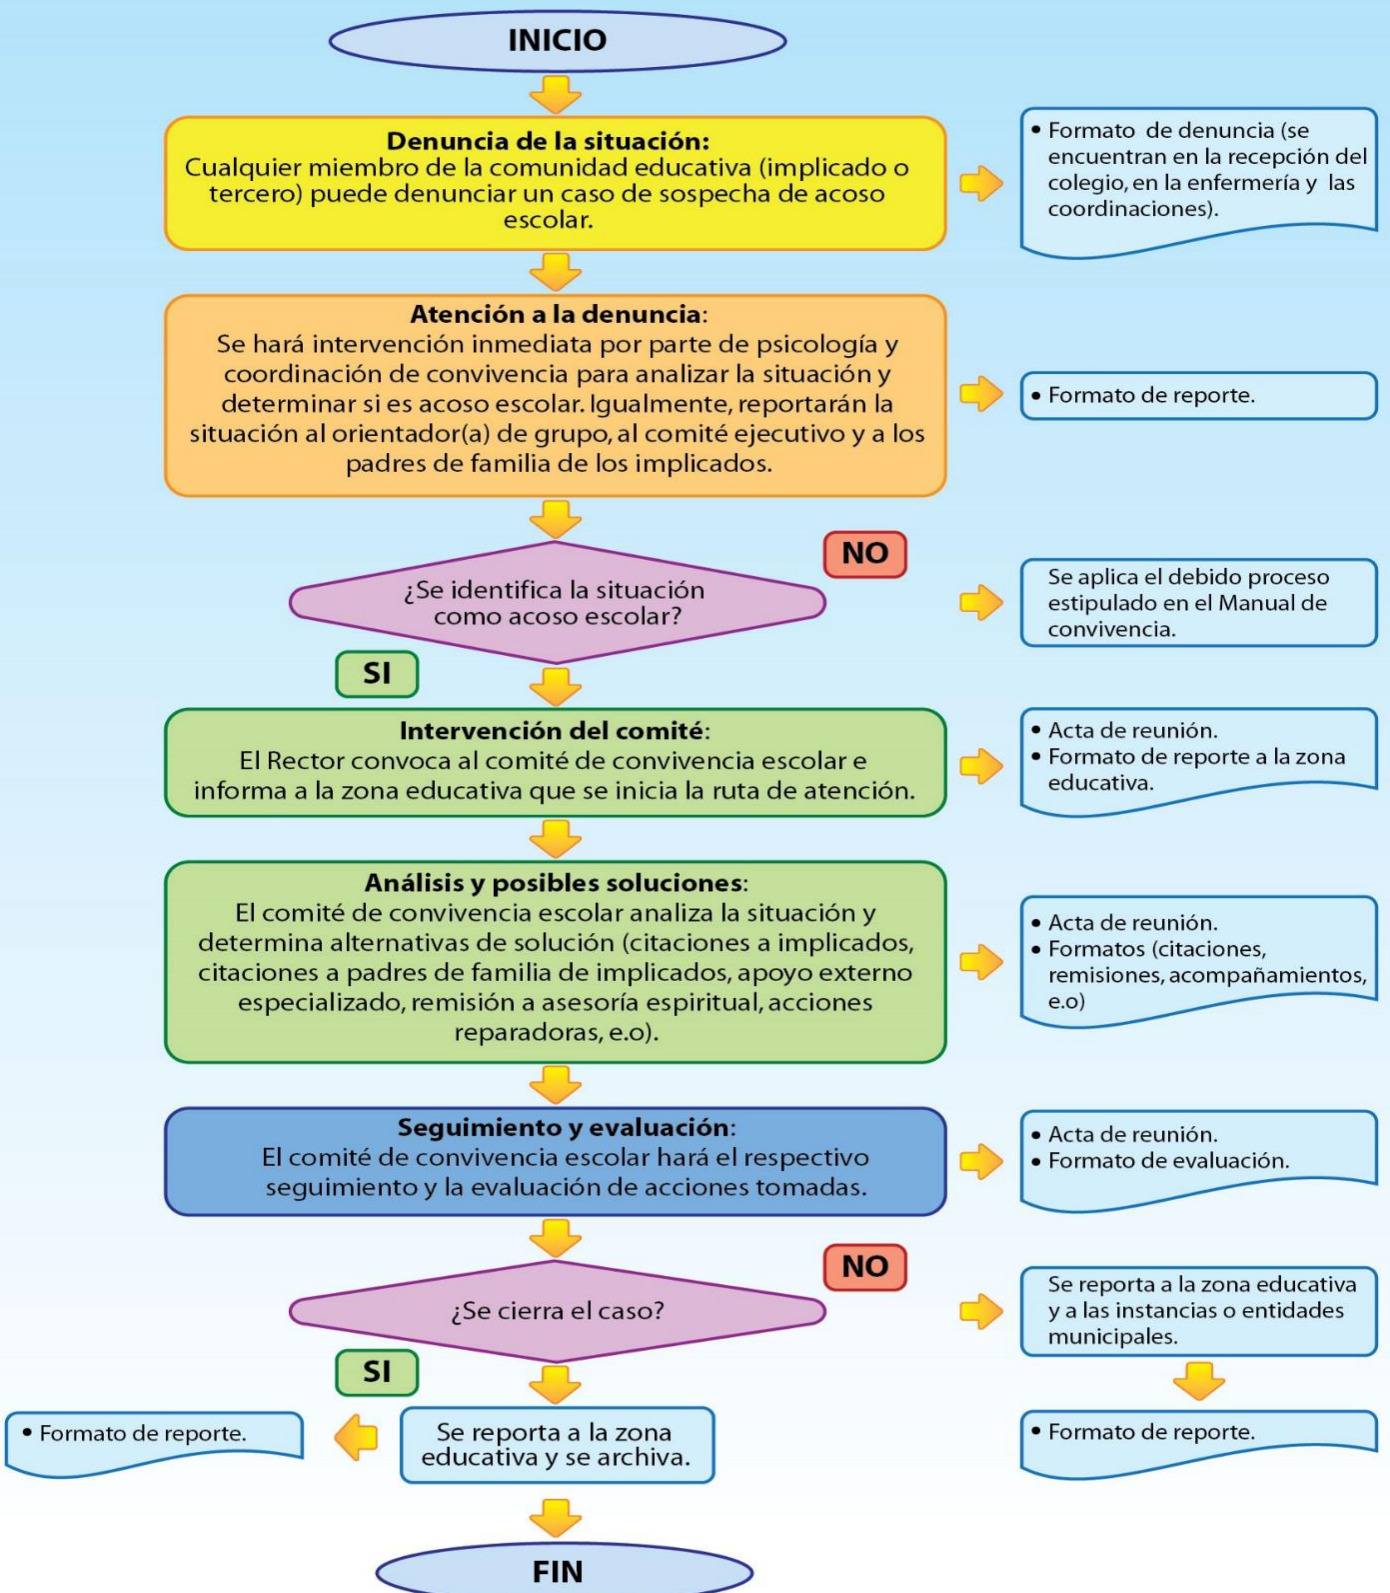 INICIO
Denuncia de la situación:
Cualquier miembro de la comunidad educativa (implicado o
tercero) puede denunciar un caso de sospecha de acoso
escolar.
• Formato de denuncia (se
encuentran en la recepción del
colegio, en la enfermería y las
coordinaciones).
Atención a la denuncia:
Se hará intervención inmediata por parte de psicología y
coordinación de convivencia para analizar la situación y
determinar si es acoso escolar. Igualmente, reportarán la
situación al orientador(a) de grupo, al comité ejecutivo y a los
padres de familia de los implicados.
• Formato de reporte.
¿Se identifica la situación
como acoso escolar?
NO
Se aplica el debido proceso
estipulado en el Manual de
convivencia.
SI
Intervención del comité:
El Rector convoca al comité de convivencia escolar e
informa a la zona educativa que se inicia la ruta de atención.
• Acta de reunión.
• Formato de reporte a la zona
educativa.
Análisis y posibles soluciones:
El comité de convivencia escolar analiza la situación y
determina alternativas de solución (citaciones a implicados,
citaciones a padres de familia de implicados, apoyo externo
especializado, remisión a asesoría espiritual, acciones
reparadoras, e.o).
• Acta de reunión.
• Formatos (citaciones,
remisiones, acompañamientos,
e.o)
Seguimiento y evaluación:
El comité de convivencia escolar hará el respectivo
seguimiento y la evaluación de acciones tomadas.
• Acta de reunión.
• Formato de evaluación.
¿Se cierra el caso?
NO
Se reporta a la zona educativa
y a las instancias o entidades
municipales.
• Formato de reporte.
SI
Se reporta a la zona
educativa y se archiva.
• Formato de reporte.
FIN